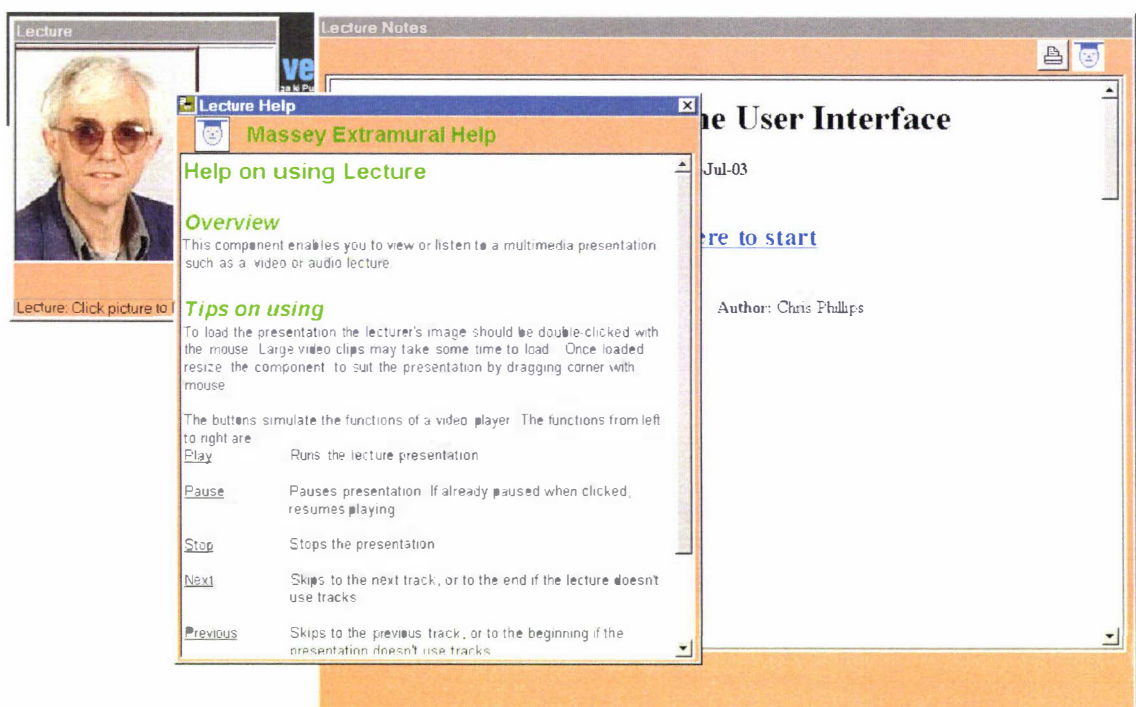 Lecture
Lecture Notes
ve
Lecture Help
Massey Extramural Help
Help on using Lecture
Overview
This component enables you to view or listen to a multimedia presentation
such as a video or audio lecture
Tips on using
To load the presentation the lecturer's image should be double-clicked with
the mouse Large video clips may take some time to load Once loaded
resize the component to suit the presentation by dragging corner with
mouse
The buttons simulate the functions of a video player The functions from left
to right are
Play Runs the lecture presentation
Pause Pauses presentation If already paused when clicked,
resumes playing
Stop Stops the presentation
Next Skips to the next track, or to the end if the lecture doesn't
use tracks
Previous Skips to the previous track, or to the beginning if the
presentation doesn't use tracks
Lecture: Click picture to
ne User Interface
Jul-03
ere to start
Author: Chris Phillips